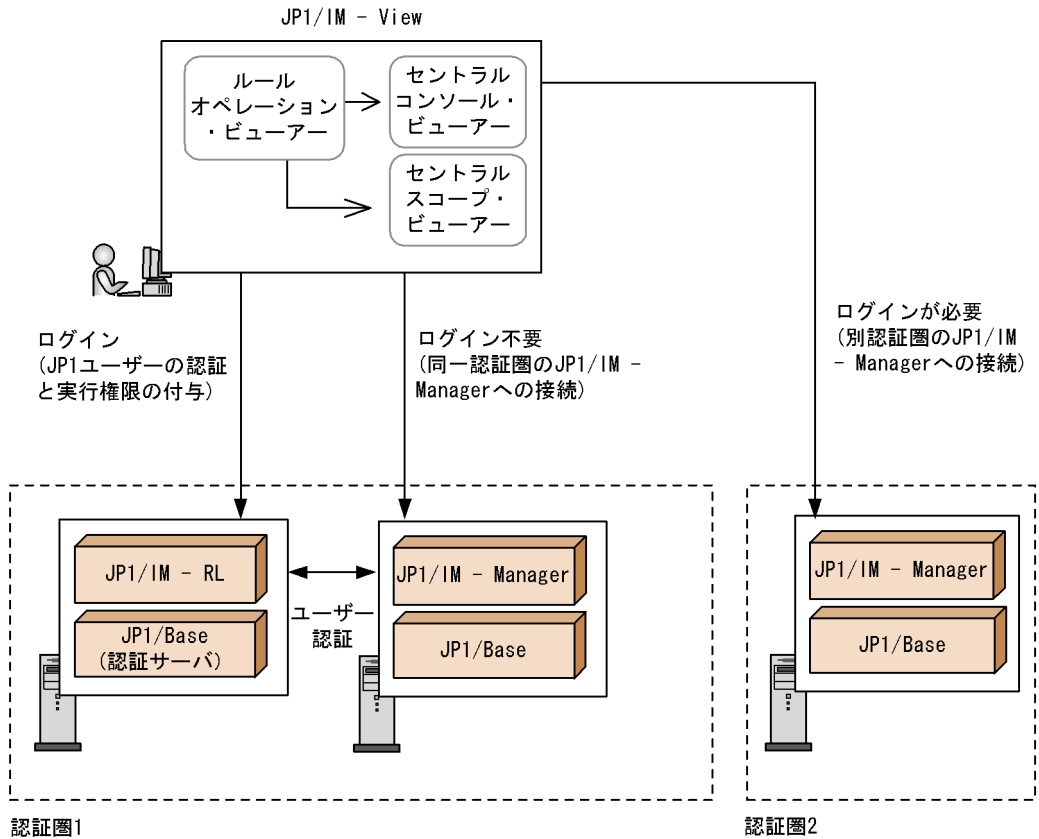 JP1/IM - View
ルール
オペレーション
・ビューアー
セントラル
コンソール・
ビューアー
セントラル
スコープ・
ビューアー
ログイン
(JP1ユーザーの認証
と実行権限の付与)
ログイン不要
(同一認証圏のJP1/IM -
Managerへの接続)
ログインが必要
(別認証圏のJP1/IM
- Managerへの接続)
JP1/IM - RL
JP1/Base
(認証サーバ)
ユーザー
認証
JP1/IM - Manager
JP1/Base
JP1/IM - Manager
JP1/Base
認証圏1
認証圏2